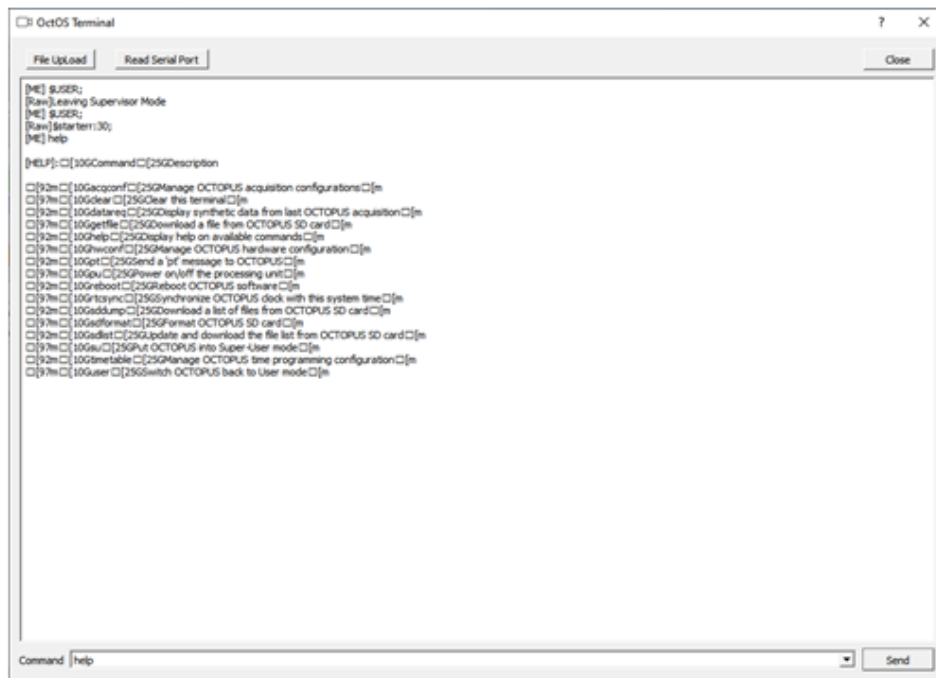 OctOS Terminal
File UpLoad Read Serial Port Close
[ME] $USER;
[Raw]Leaving Supervisor Mode
[ME] $USER;
[Raw]$starterr:30;
[ME] help
[HELP]: □[10GCommand□[25GDescription
□[92m□[10Gacqconf□[25GManage OCTOPUS acquisition configurations□[m
□[97m□[10Gclear□[25GClear this terminal□[m
□[92m□[10Gdatareq□[25GDisplay synthetic data from last OCTOPUS acquisition□[m
□[97m□[10Ggetfile□[25GDownload a file from OCTOPUS SD card□[m
□[92m□[10Ghelp□[25GDisplay help on available commands□[m
□[97m□[10Ghwconf□[25GManage OCTOPUS hardware configuration□[m
□[92m□[10Gpt□[25GSend a 'pt' message to OCTOPUS□[m
□[97m□[10Gpu□[25GPower on/off the processing unit□[m
□[92m□[10Greboot□[25GReboot OCTOPUS software□[m
□[97m□[10Grtcsync□[25GSynchronize OCTOPUS clock with this system time□[m
□[92m□[10Gsddump□[25GDownload a list of files from OCTOPUS SD card□[m
□[97m□[10Gsdformat□[25GFormat OCTOPUS SD card□[m
□[92m□[10Gsdlist□[25GUpdate and download the file list from OCTOPUS SD card□[m
□[97m□[10Gsu□[25GPut OCTOPUS into Super-User mode□[m
□[92m□[10Gtimetable□[25GManage OCTOPUS time programming configuration□[m
□[97m□[10Guser□[25GSwitch OCTOPUS back to User mode□[m
Command help Send